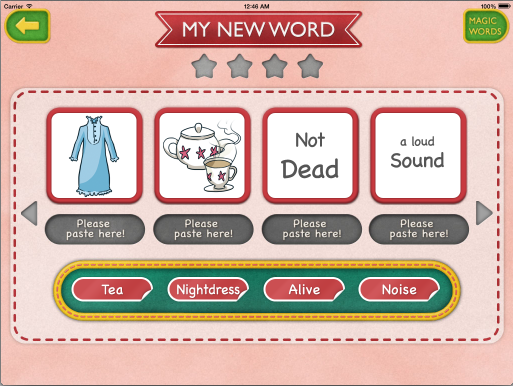 Carrier
12:46 AM
100%
MY NEW WORD
MAGIC
WORDS
Not
Dead
a loud
Sound
Please
paste here!
Please
paste here!
Please
paste here!
Please
paste here!
Tea
Nightdress
Alive
Noise